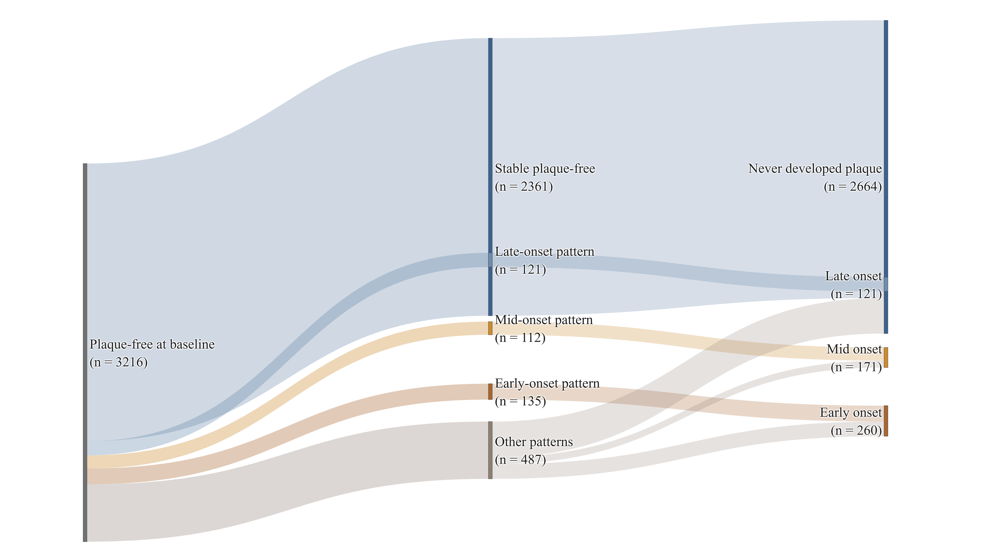 Plaque-free at baseline
(n = 3216)
Stable plaque-free
(n = 2361)
Late-onset pattern
(n = 121)
Mid-onset pattern
(n = 112)
Early-onset pattern
(n = 135)
Other patterns
(n = 487)
Never developed plaque
(n = 2664)
Late onset
(n = 121)
Mid onset
(n = 171)
Early onset
(n = 260)